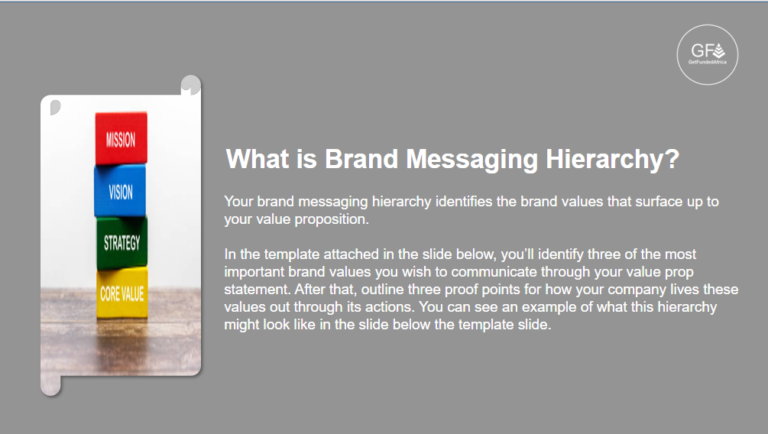 GFA
GetFundedAfrica
What is Brand Messaging Hierarchy?
MISSION
VISION
STRATEGY
CORE VALUE
Your brand messaging hierarchy identifies the brand values that surface up to
your value proposition.
In the template attached in the slide below, you’ll identify three of the most
important brand values you wish to communicate through your value prop
statement. After that, outline three proof points for how your company lives these
values out through its actions. You can see an example of what this hierarchy
might look like in the slide below the template slide.